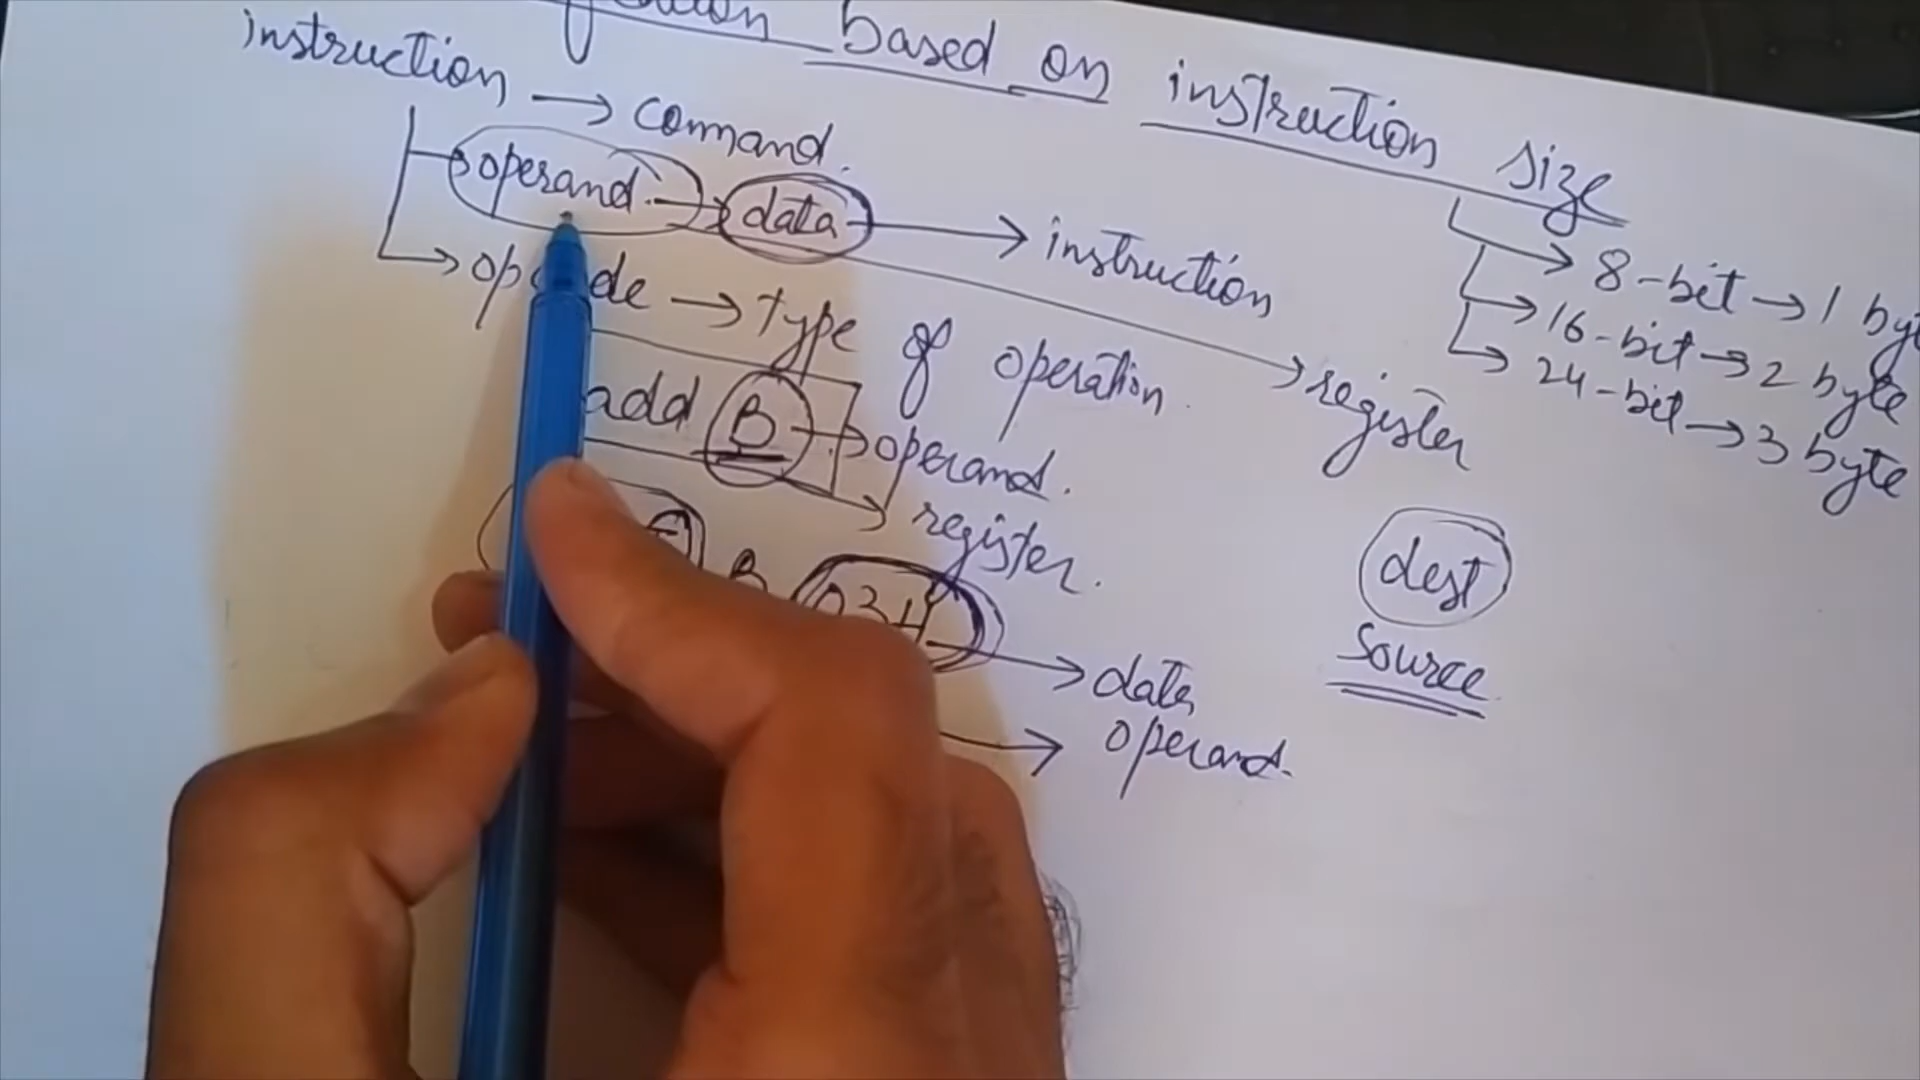 based on instruction size
instruction → command.
→ operand. → data → instruction
→ type of operation.
→ register
add B → operand.
→ register.
B 03H → data
→ operand.
→ 8-bit → 1
→ 16-bit → 2 byte
→ 24-bit → 3 byte
dest
Source